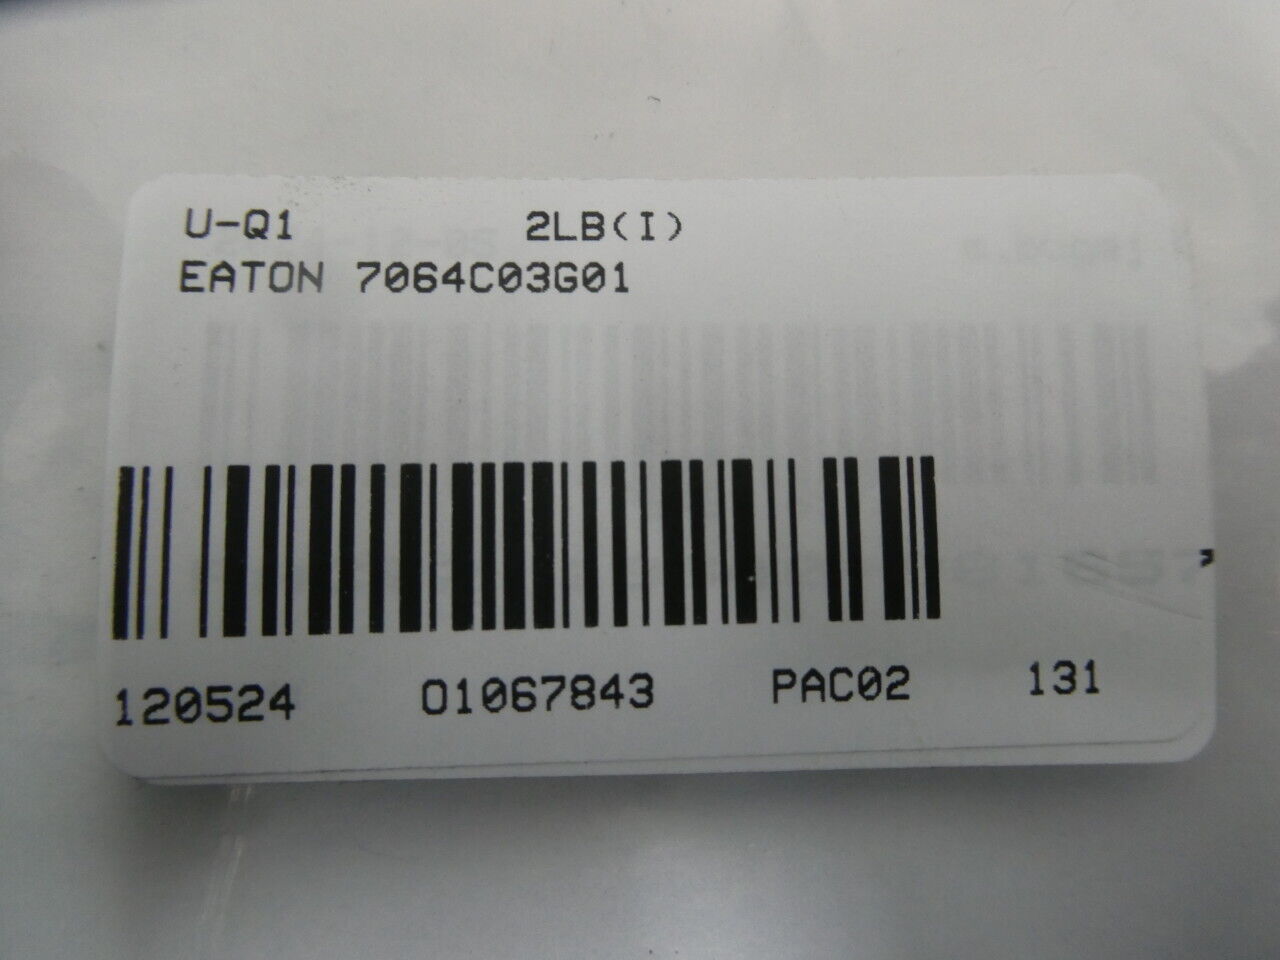 U-Q1 2LB(I)
EATON 7064C03G01
120524 01067843 PAC02 131